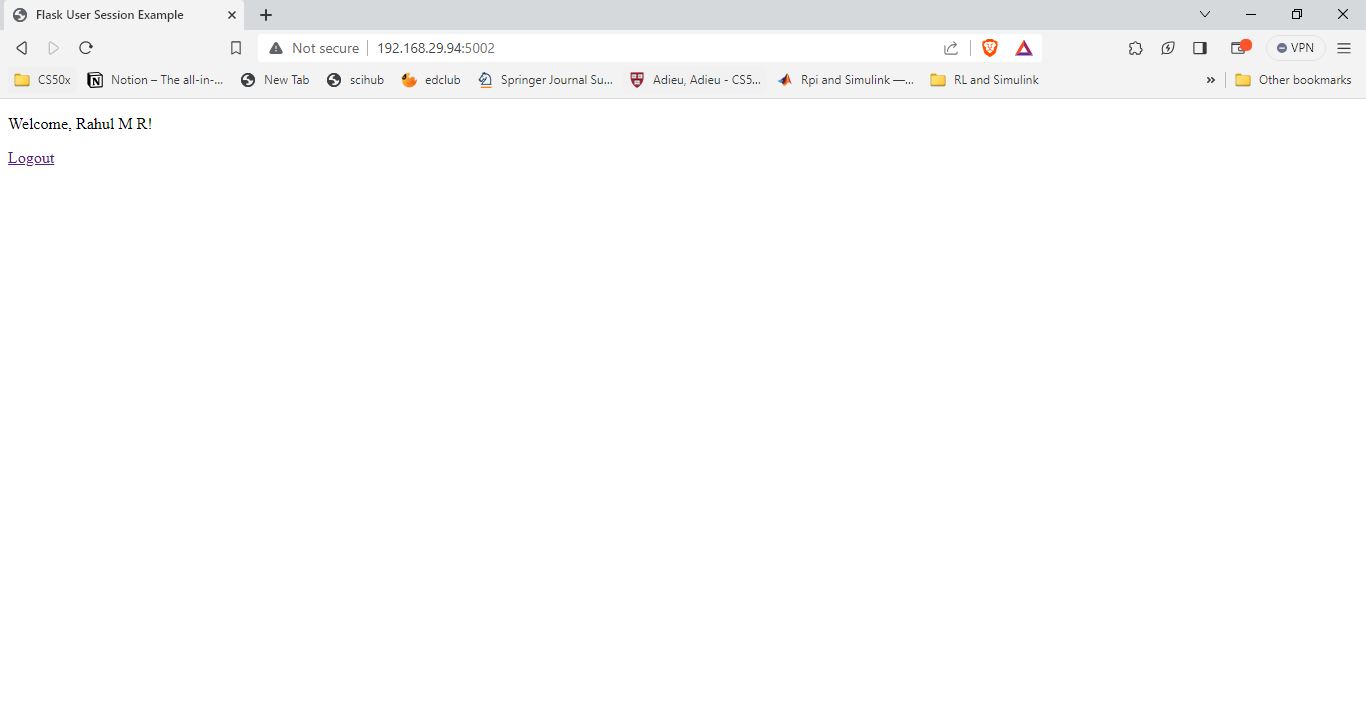 Flask User Session Example
Not secure 192.168.29.94:5002 VPN
CS50x Notion – The all-in-... New Tab scihub edclub Springer Journal Su... Adieu, Adieu - CS5... Rpi and Simulink —... RL and Simulink » Other bookmarks
Welcome, Rahul M R!
Logout